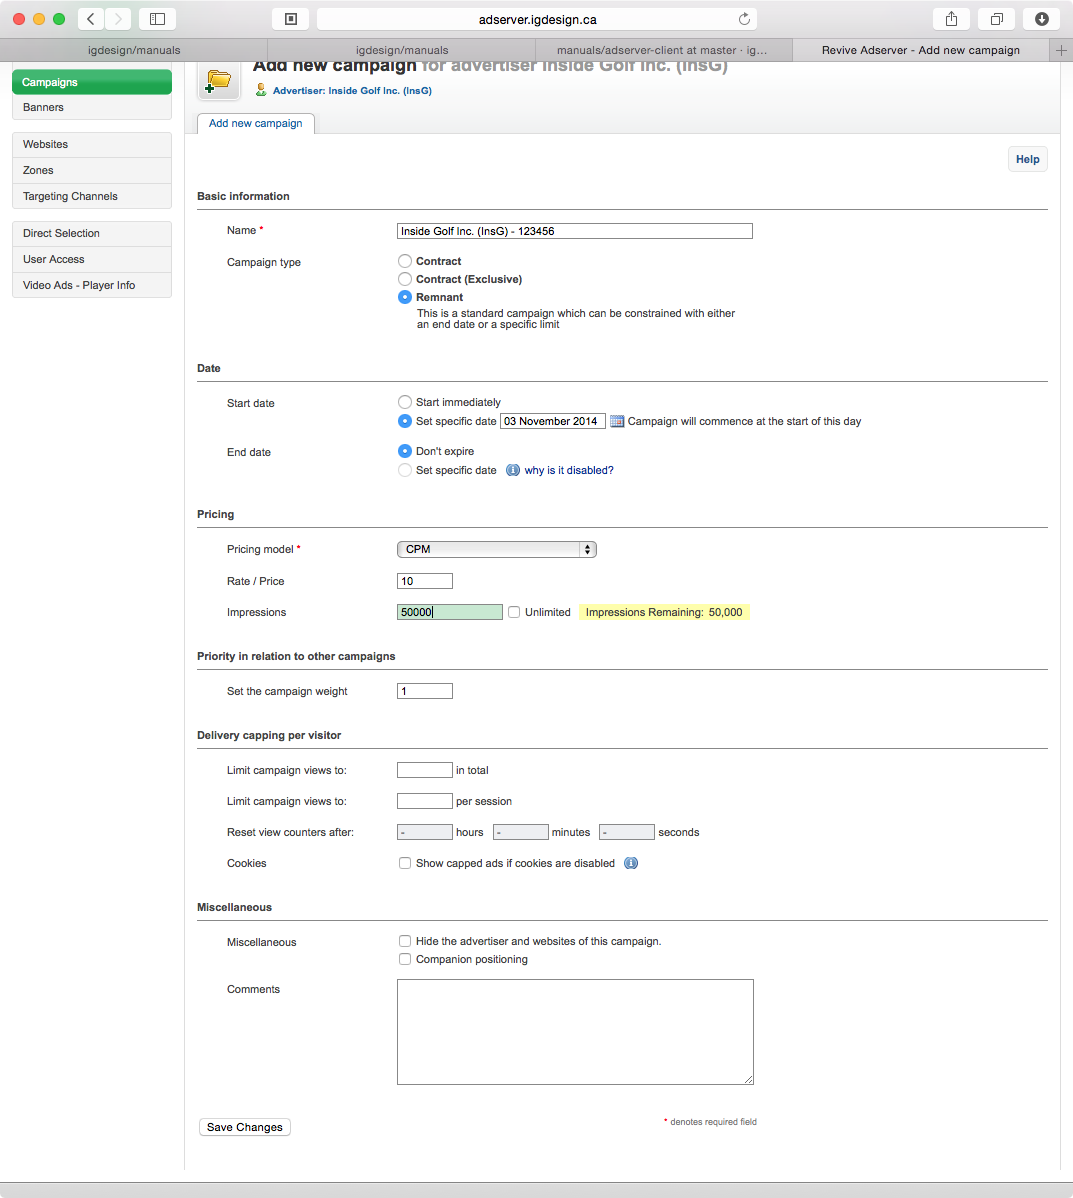 adserver.igdesign.ca
igdesign/manuals
igdesign/manuals
manuals/adserver-client at master · ig...
Revive Adserver - Add new campaign
Campaigns
Banners
Websites
Zones
Targeting Channels
Direct Selection
User Access
Video Ads - Player Info
Add new campaign for advertiser Inside Golf Inc. (InsG)
Advertiser: Inside Golf Inc. (InsG)
Add new campaign
Help
Basic information
Name * Inside Golf Inc. (InsG) - 123456
Campaign type
Contract
Contract (Exclusive)
Remnant
This is a standard campaign which can be constrained with either
an end date or a specific limit
Date
Start date
Start immediately
Set specific date 03 November 2014 Campaign will commence at the start of this day
End date
Don't expire
Set specific date why is it disabled?
Pricing
Pricing model * CPM
Rate / Price 10
Impressions 50000 Unlimited Impressions Remaining: 50,000
Priority in relation to other campaigns
Set the campaign weight 1
Delivery capping per visitor
Limit campaign views to: in total
Limit campaign views to: per session
Reset view counters after: - hours - minutes - seconds
Cookies Show capped ads if cookies are disabled
Miscellaneous
Miscellaneous Hide the advertiser and websites of this campaign.
Companion positioning
Comments
Save Changes
* denotes required field